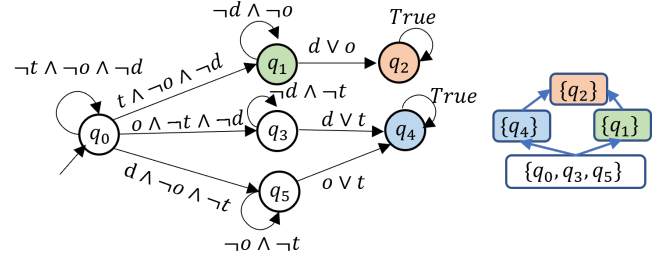 ¬d ∧ ¬o
True
¬t ∧ ¬o ∧ ¬d
t ∧ ¬o ∧ ¬d
q₁
d ∨ o
q₂
¬d ∧ ¬t
True
q₀
o ∧ ¬t ∧ ¬d
q₃
d ∨ t
q₄
d ∧ ¬o ∧ ¬t
q₅
o ∨ t
¬o ∧ ¬t
{q₂}
{q₄}
{q₁}
{q₀, q₃, q₅}